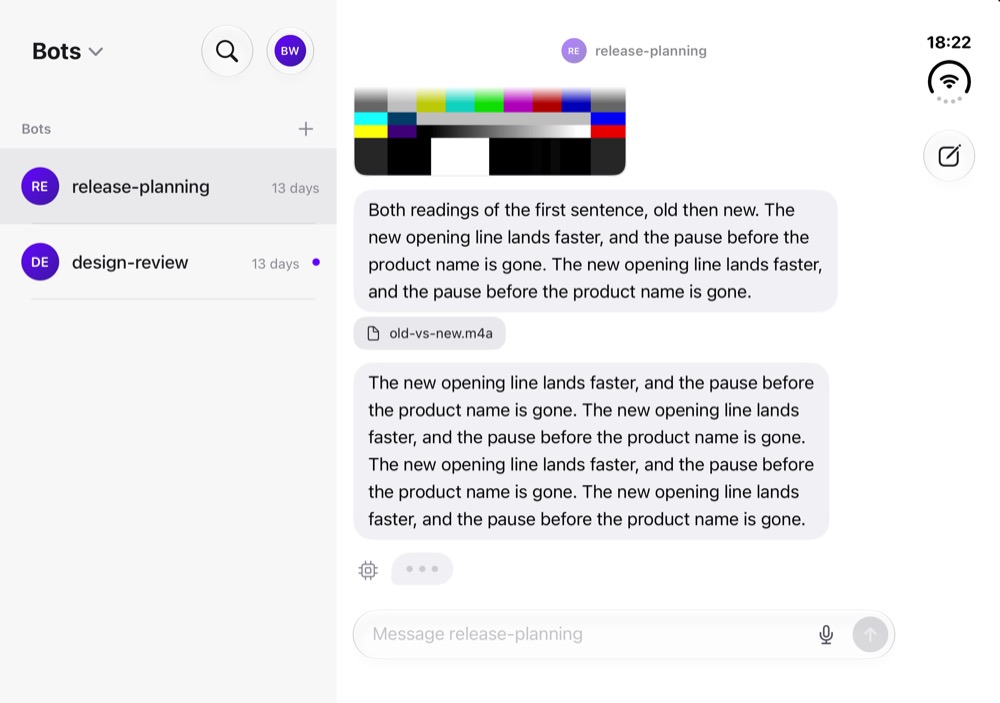 Bots
BW
Bots
RE
release-planning
13 days
DE
design-review
13 days
RE
release-planning
Both readings of the first sentence, old then new. The
new opening line lands faster, and the pause before the
product name is gone. The new opening line lands faster,
and the pause before the product name is gone.
old-vs-new.m4a
The new opening line lands faster, and the pause before
the product name is gone. The new opening line lands
faster, and the pause before the product name is gone.
The new opening line lands faster, and the pause before
the product name is gone. The new opening line lands
faster, and the pause before the product name is gone.
Message release-planning
18:22